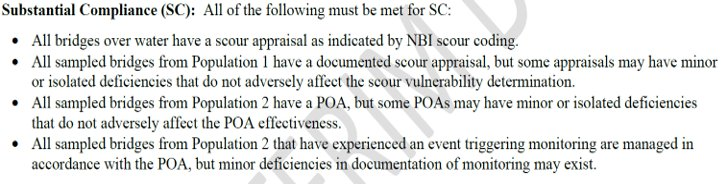 Substantial Compliance (SC): All of the following must be met for SC:
• All bridges over water have a scour appraisal as indicated by NBI scour coding.
• All sampled bridges from Population 1 have a documented scour appraisal, but some appraisals may have minor
or isolated deficiencies that do not adversely affect the scour vulnerability determination.
• All sampled bridges from Population 2 have a POA, but some POAs may have minor or isolated deficiencies
that do not adversely affect the POA effectiveness.
• All sampled bridges from Population 2 that have experienced an event triggering monitoring are managed in
accordance with the POA, but minor deficiencies in documentation of monitoring may exist.